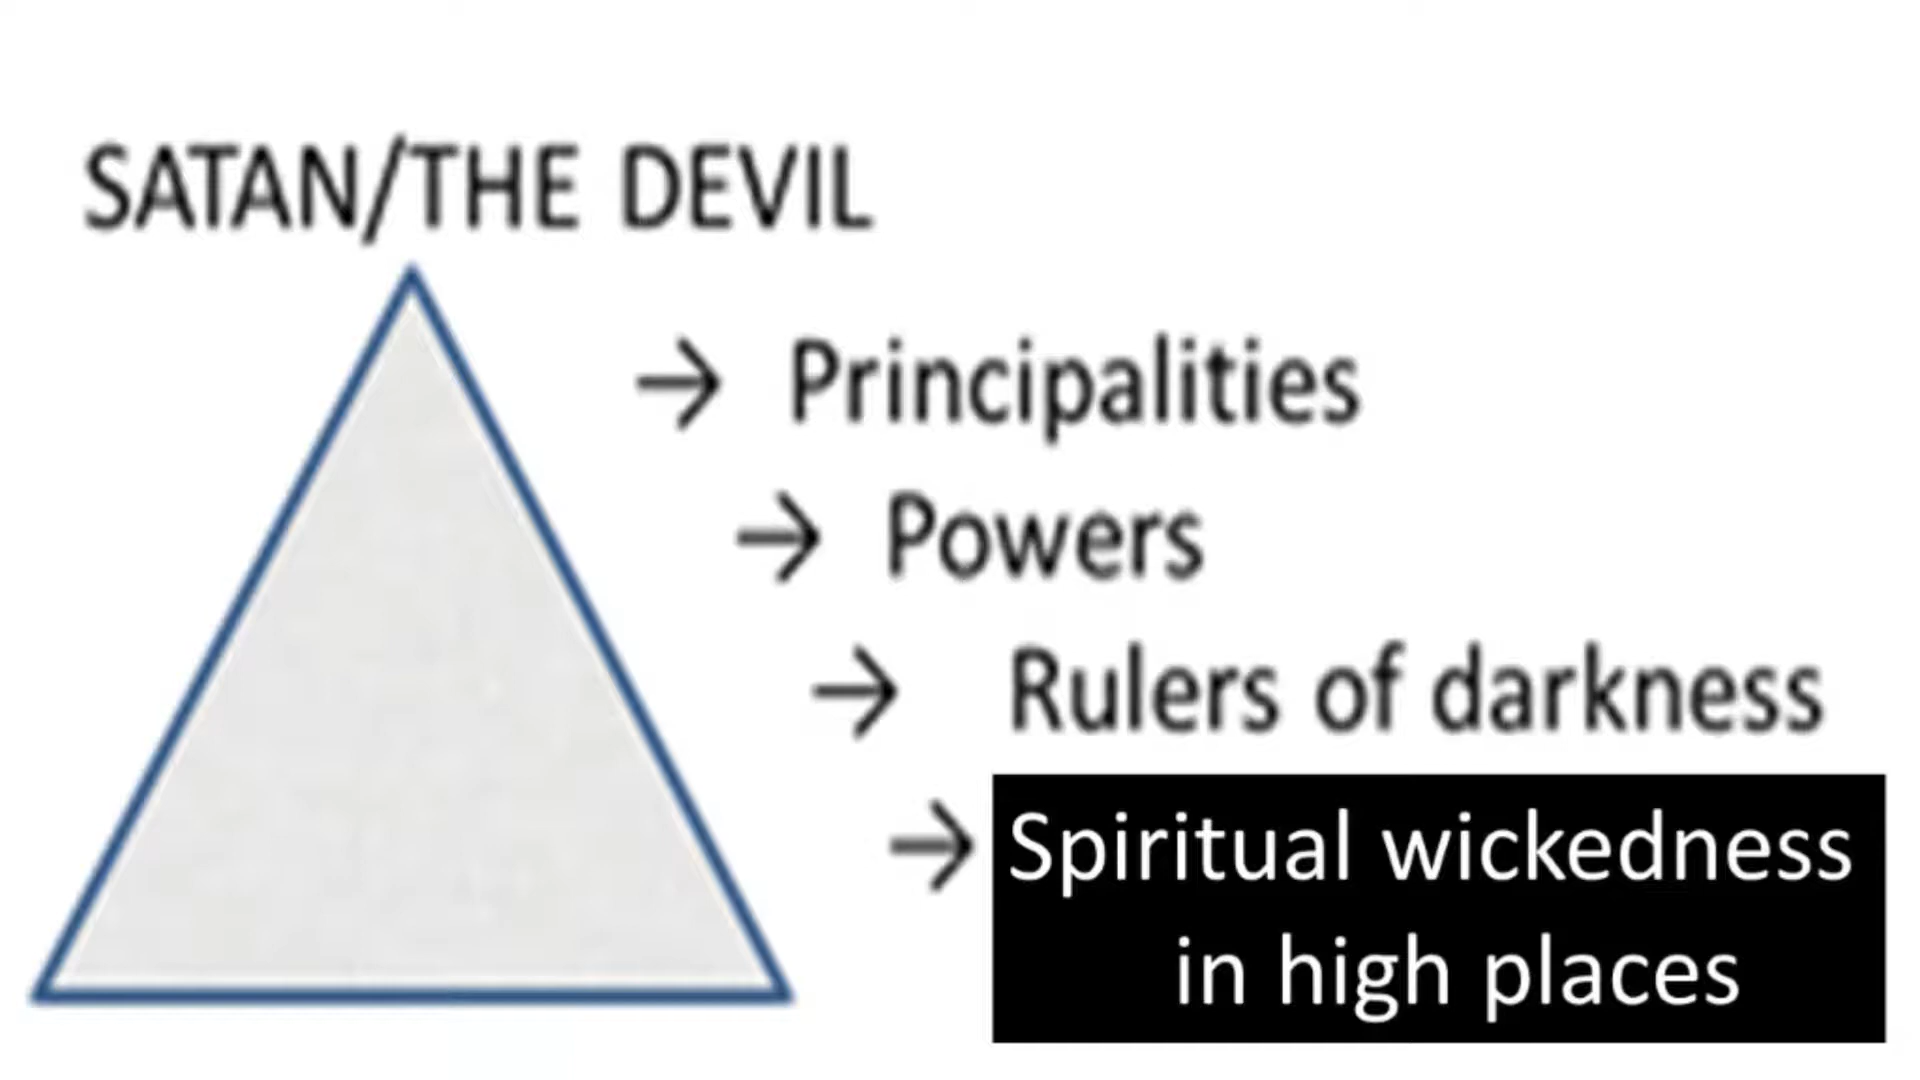 SATAN/THE DEVIL
→ Principalities
→ Powers
→ Rulers of darkness
→ Spiritual wickedness
in high places